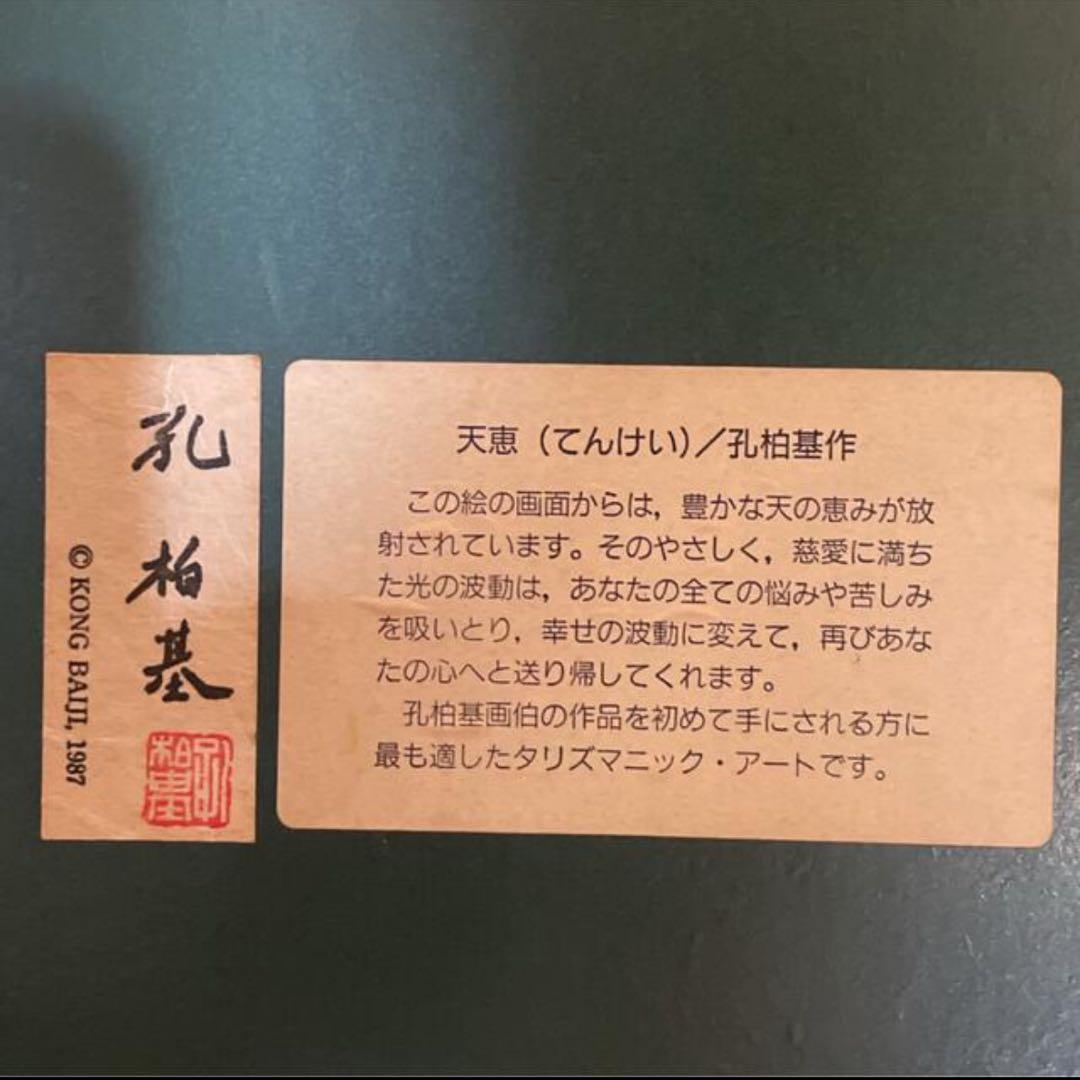 孔柏基
© KONG BAIJI, 1987
孔柏基
天恵（てんけい）／孔柏基作
この絵の画面からは，豊かな天の恵みが放
射されています。そのやさしく，慈愛に満ち
た光の波動は，あなたの全ての悩みや苦しみ
を吸いとり，幸せの波動に変えて，再びあな
たの心へと送り帰してくれます。
孔柏基画伯の作品を初めて手にされる方に
最も適したタリズマニック・アートです。